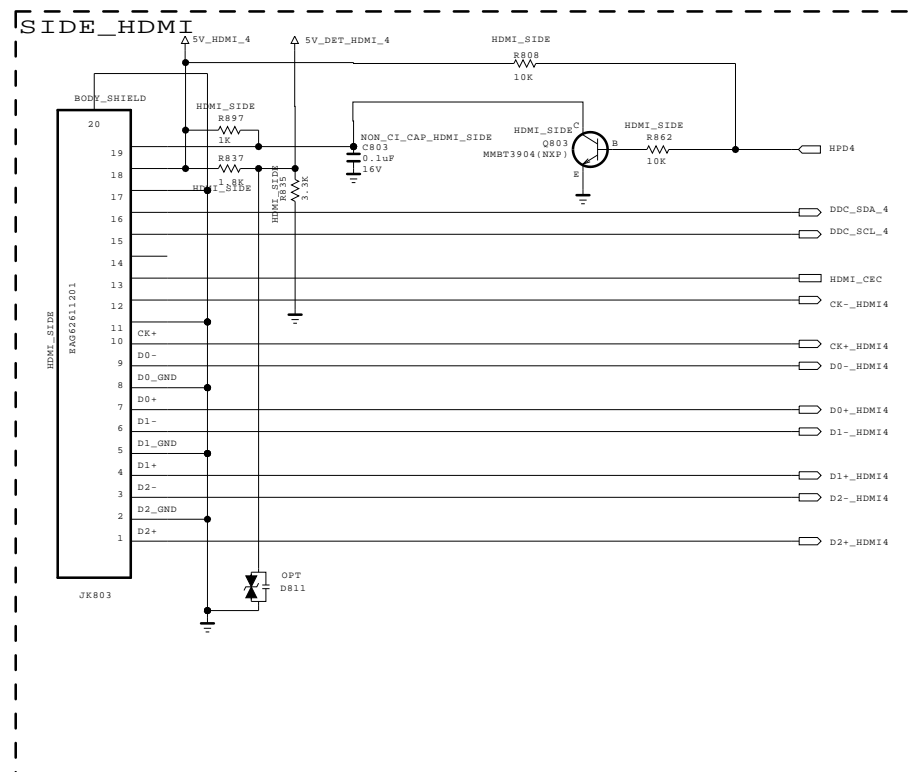 SIDE_HDMI
5V_HDMI_4
5V_DET_HDMI_4
HDMI_SIDE
R808
10K
BODY_SHIELD
20
HDMI_SIDE
R897
1K
NON_CI_CAP_HDMI_SIDE
C803
0.1uF
16V
HDMI_SIDE
Q803
MMBT3904(NXP)
C
B
E
HDMI_SIDE
R862
10K
HPD4
19
R837
1.8K
HDMI_SIDE
HDMI_SIDE
R835
3.3K
18
17
16
DDC_SDA_4
15
DDC_SCL_4
14
13
HDMI_CEC
12
CK-_HDMI4
HDMI_SIDE
EAG62611201
11
10
CK+
CK+_HDMI4
9
D0-
D0-_HDMI4
8
D0_GND
7
D0+
D0+_HDMI4
6
D1-
D1-_HDMI4
5
D1_GND
4
D1+
D1+_HDMI4
3
D2-
D2-_HDMI4
2
D2_GND
1
D2+
D2+_HDMI4
OPT
D811
JK803